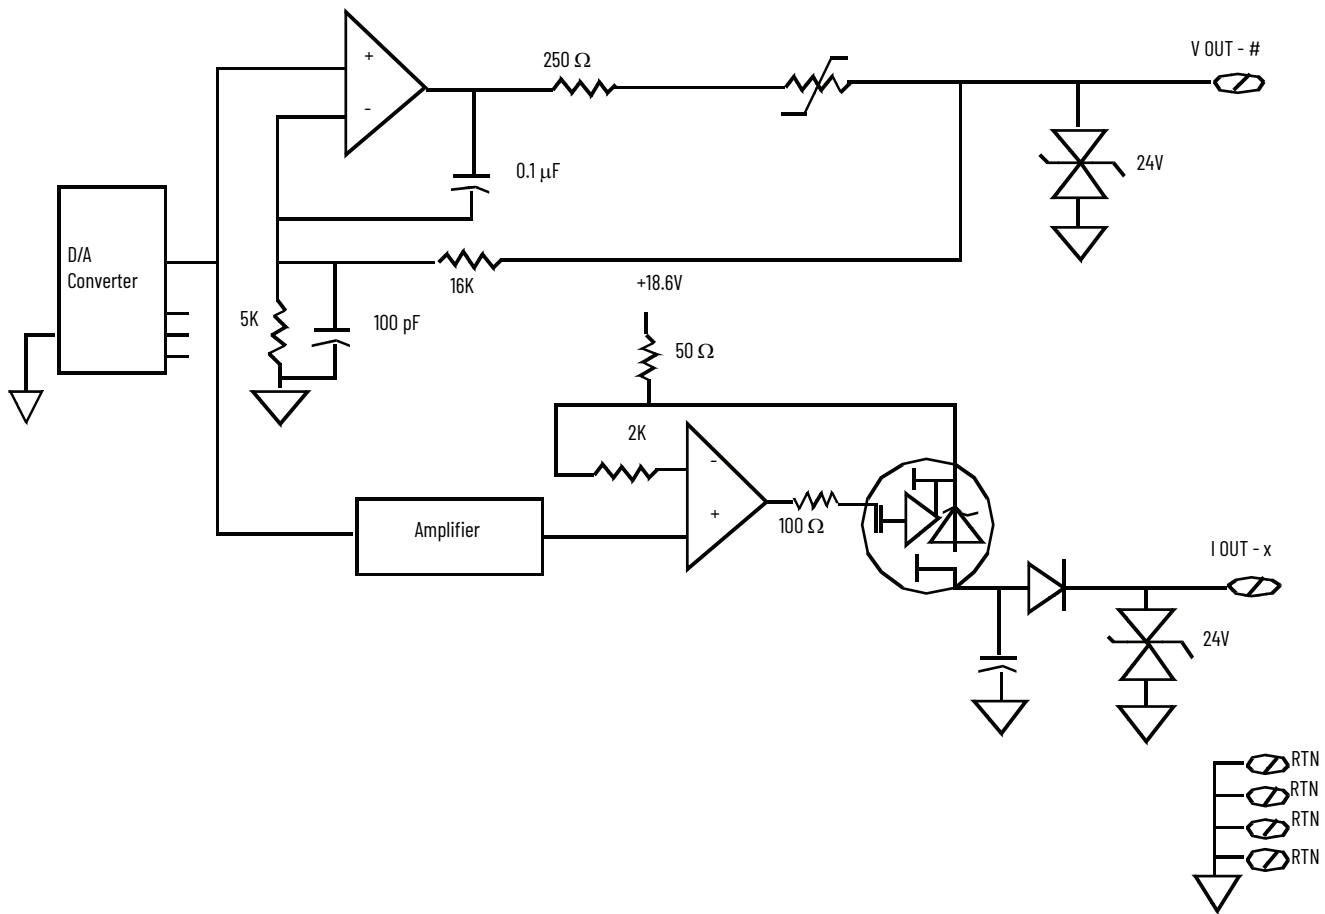 V OUT - #
250 Ω
+
-
0.1 µF
24V
D/A
Converter
16K
+18.6V
5K
100 pF
50 Ω
2K
-
+
100 Ω
Amplifier
I OUT - x
24V
RTN
RTN
RTN
RTN